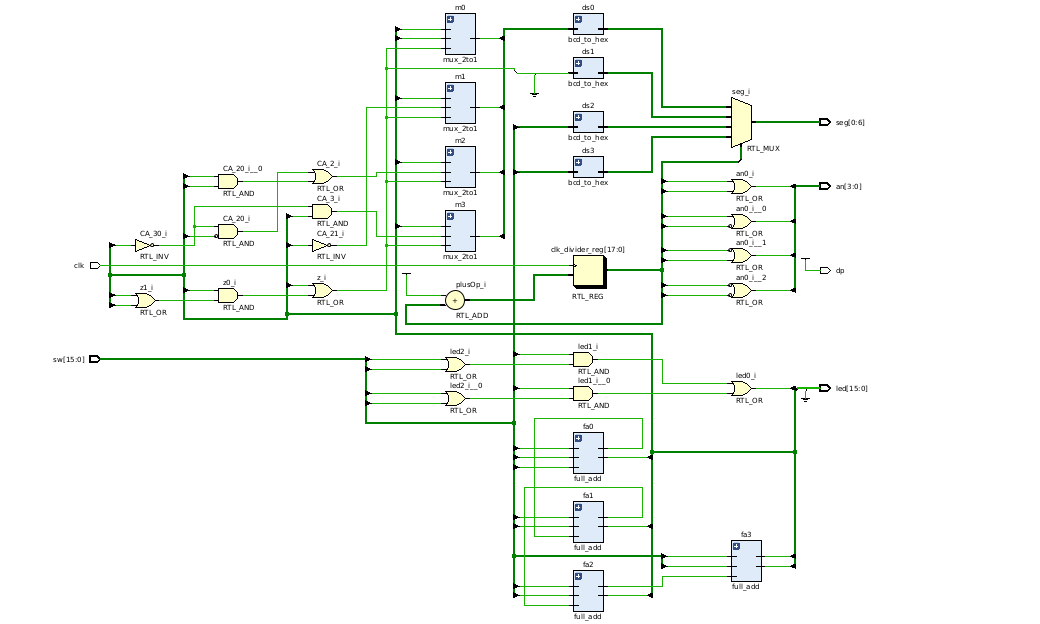 m0
mux_2to1
ds0
bcd_to_hex
ds1
bcd_to_hex
m1
mux_2to1
seg_i
RTL_MUX
seg[0:6]
ds2
bcd_to_hex
ds3
bcd_to_hex
m2
mux_2to1
CA_20_i__0
RTL_AND
CA_2_i
RTL_OR
CA_3_i
RTL_AND
an0_i
RTL_OR
an[3:0]
an0_i__0
RTL_OR
an0_i__1
RTL_OR
an0_i__2
RTL_OR
m3
mux_2to1
CA_30_i
RTL_INV
CA_20_i
RTL_AND
CA_21_i
RTL_INV
clk
clk_divider_reg[17:0]
RTL_REG
dp
z1_i
RTL_OR
z0_i
RTL_AND
z_i
RTL_OR
plusOp_i
+
RTL_ADD
sw[15:0]
led2_i
RTL_OR
led1_i
RTL_AND
led2_i__0
RTL_OR
led1_i__0
RTL_AND
led0_i
RTL_OR
led[15:0]
fa0
full_add
fa1
full_add
fa2
full_add
fa3
full_add